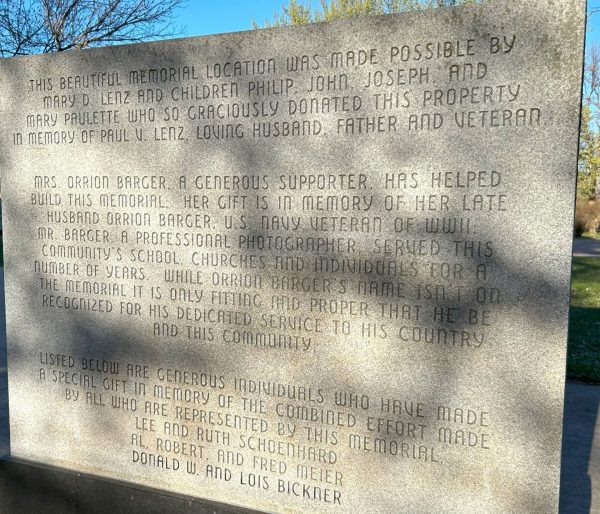 THIS BEAUTIFUL MEMORIAL LOCATION WAS MADE POSSIBLE BY
MARY D. LENZ AND CHILDREN PHILIP, JOHN, JOSEPH, AND
MARY PAULETTE WHO SO GRACIOUSLY DONATED THIS PROPERTY
IN MEMORY OF PAUL V. LENZ, LOVING HUSBAND, FATHER AND VETERAN.
MRS. ORRION BARGER, A GENEROUS SUPPORTER, HAS HELPED
BUILD THIS MEMORIAL. HER GIFT IS IN MEMORY OF HER LATE
HUSBAND ORRION BARGER, U.S. NAVY VETERAN OF WWII.
MR. BARGER, A PROFESSIONAL PHOTOGRAPHER, SERVED THIS
COMMUNITY'S SCHOOL, CHURCHES AND INDIVIDUALS FOR A
NUMBER OF YEARS. WHILE ORRION BARGER'S NAME ISN'T ON
THE MEMORIAL IT IS ONLY FITTING AND PROPER THAT HE BE
RECOGNIZED FOR HIS DEDICATED SERVICE TO HIS COUNTRY
AND THIS COMMUNITY.
LISTED BELOW ARE GENEROUS INDIVIDUALS WHO HAVE MADE
A SPECIAL GIFT IN MEMORY OF THE COMBINED EFFORT MADE
BY ALL WHO ARE REPRESENTED BY THIS MEMORIAL.
LEE AND RUTH SCHOENHARD
AL, ROBERT, AND FRED MEIER
DONALD W. AND LOIS BICKNER